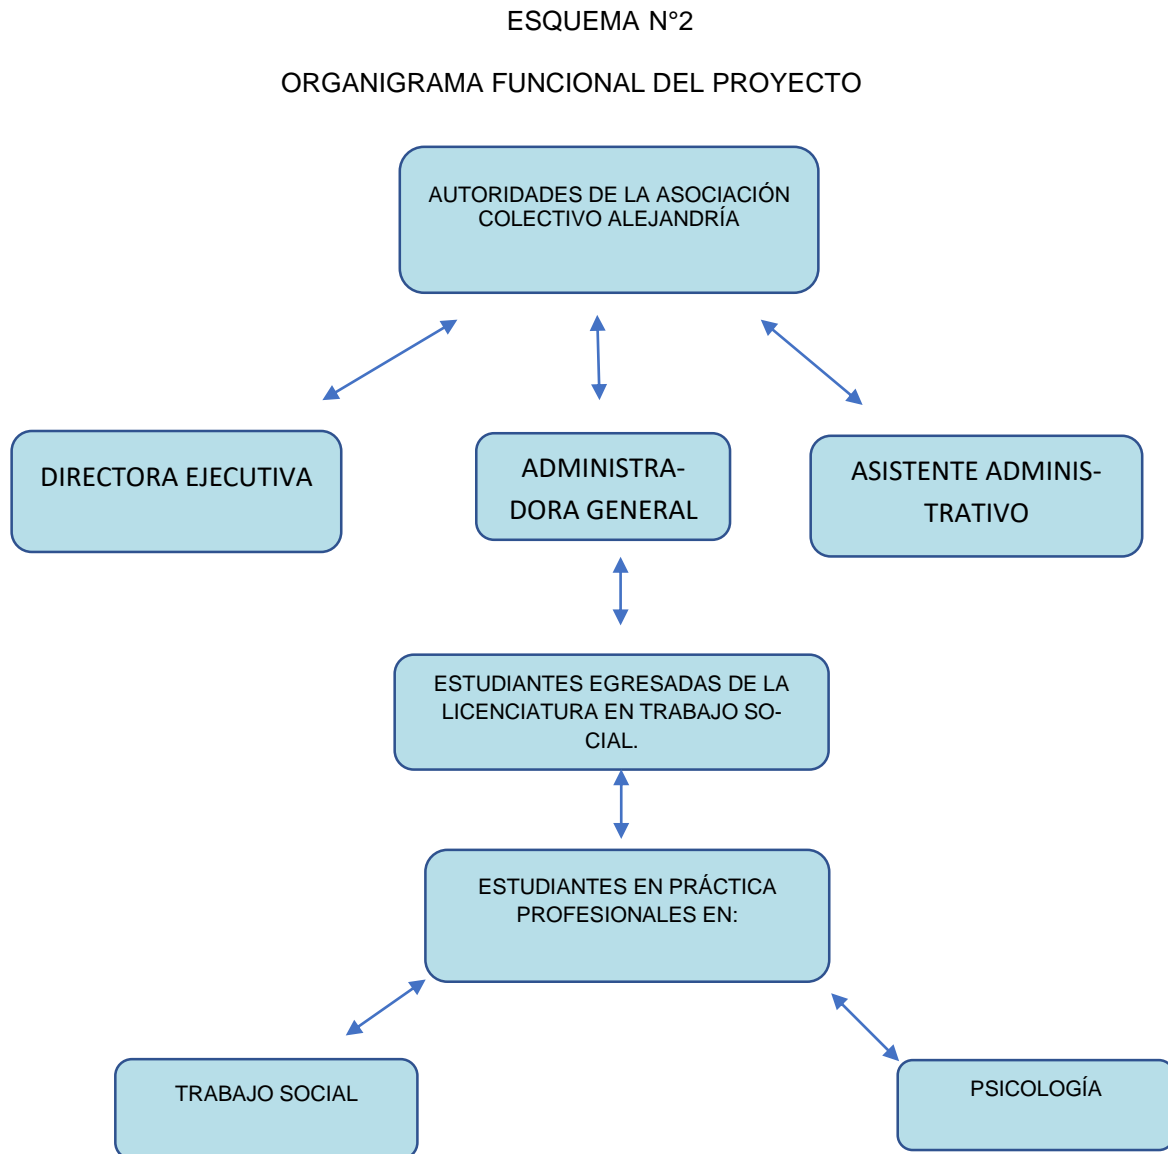 ESQUEMA N°2
ORGANIGRAMA FUNCIONAL DEL PROYECTO
AUTORIDADES DE LA ASOCIACIÓN
COLECTIVO ALEJANDRÍA
DIRECTORA EJECUTIVA
ADMINISTRA-
DORA GENERAL
ASISTENTE ADMINIS-
TRATIVO
ESTUDIANTES EGRESADAS DE LA
LICENCIATURA EN TRABAJO SO-
CIAL.
ESTUDIANTES EN PRÁCTICA
PROFESIONALES EN:
TRABAJO SOCIAL
PSICOLOGÍA